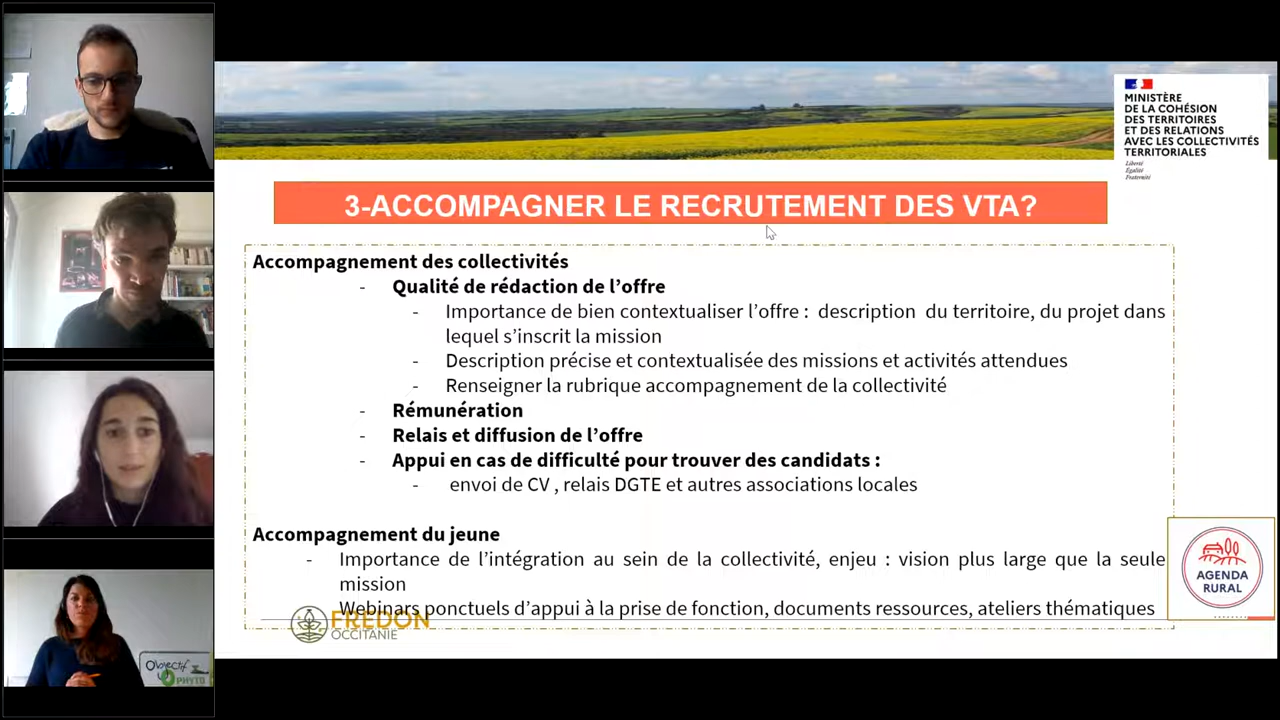 MINISTÈRE
DE LA COHÉSION
DES TERRITOIRES
ET DES RELATIONS
AVEC LES COLLECTIVITÉS
TERRITORIALES
Liberté
Égalité
Fraternité
3-ACCOMPAGNER LE RECRUTEMENT DES VTA?
Accompagnement des collectivités
- Qualité de rédaction de l’offre
- Importance de bien contextualiser l’offre : description du territoire, du projet dans
lequel s’inscrit la mission
- Description précise et contextualisée des missions et activités attendues
- Renseigner la rubrique accompagnement de la collectivité
- Rémunération
- Relais et diffusion de l’offre
- Appui en cas de difficulté pour trouver des candidats :
- envoi de CV , relais DGTE et autres associations locales
Accompagnement du jeune
- Importance de l’intégration au sein de la collectivité, enjeu : vision plus large que la seule
mission
Webinars ponctuels d’appui à la prise de fonction, documents ressources, ateliers thématiques
FREDON
OCCITANIE
AGENDA
RURAL
Objectif
PHYTO